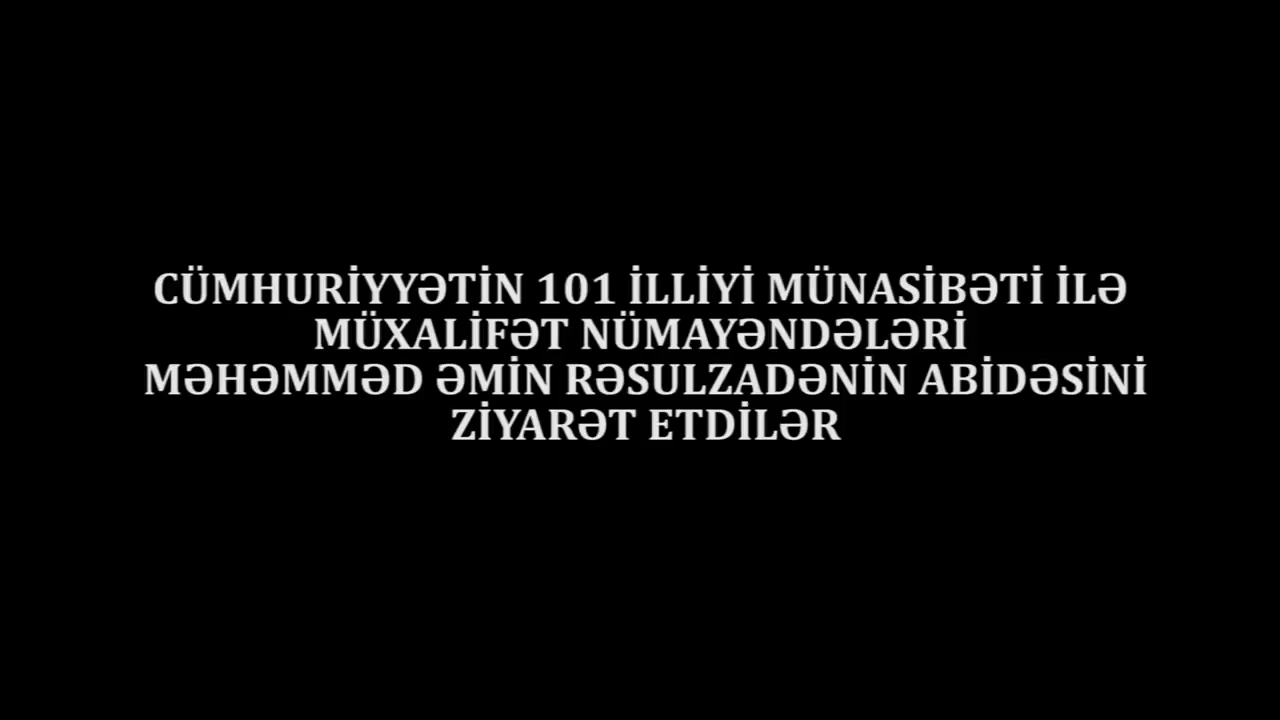 CÜMHURİYYƏTİN 101 İLLİYİ MÜNASİBƏTİ İLƏ
MÜXALİFƏT NÜMAYƏNDƏLƏRİ
MƏHƏMMƏD ƏMİN RƏSULZADƏNİN ABİDƏSİNİ
ZİYARƏT ETDİLƏR